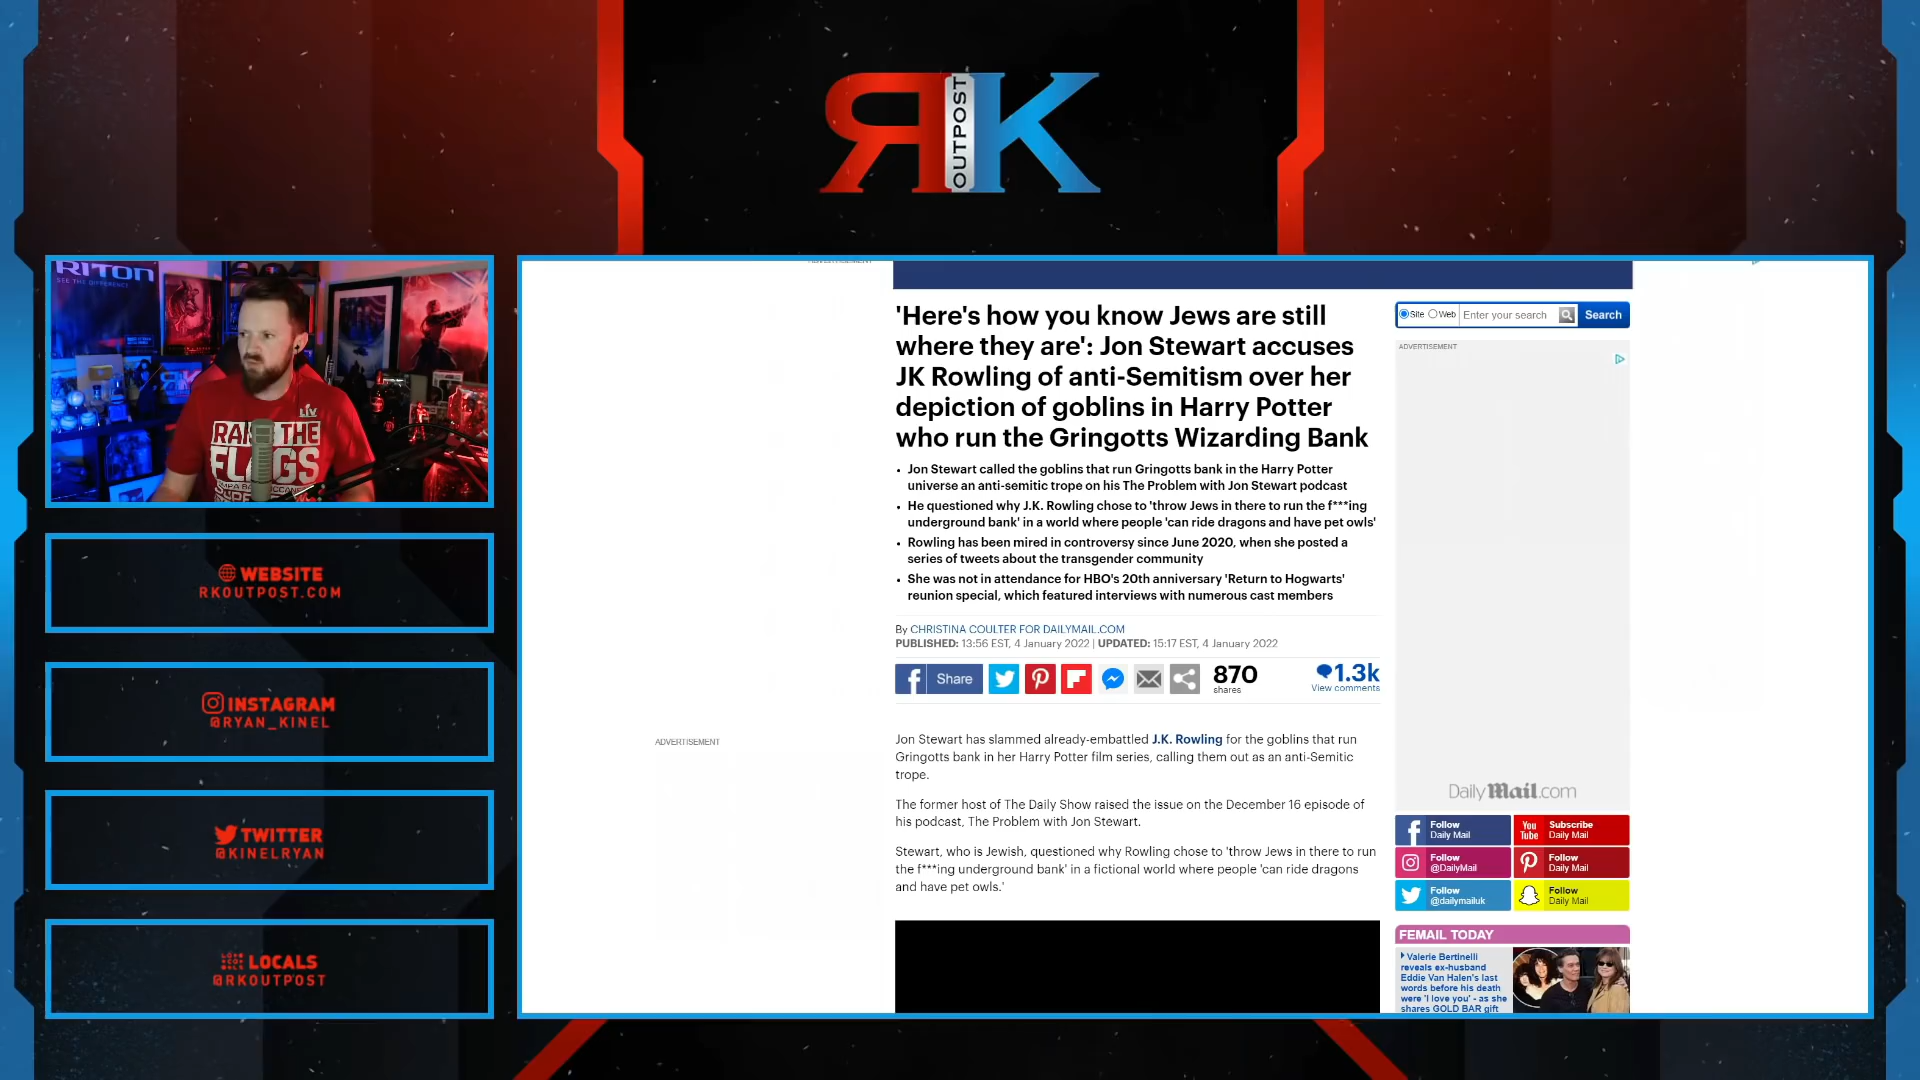 OUTPOST
RK
RITON
SEE THE DIFFERENCE
LIV
THE
FLAGS
WEBSITE
RKOUTPOST.COM
INSTAGRAM
@RYAN_KINEL
TWITTER
@KINELRYAN
LOCALS
@RKOUTPOST
ADVERTISEMENT
'Here's how you know Jews are still
where they are': Jon Stewart accuses
JK Rowling of anti-Semitism over her
depiction of goblins in Harry Potter
who run the Gringotts Wizarding Bank
• Jon Stewart called the goblins that run Gringotts bank in the Harry Potter
universe an anti-semitic trope on his The Problem with Jon Stewart podcast
• He questioned why J.K. Rowling chose to 'throw Jews in there to run the f***ing
underground bank' in a world where people 'can ride dragons and have pet owls'
• Rowling has been mired in controversy since June 2020, when she posted a
series of tweets about the transgender community
• She was not in attendance for HBO's 20th anniversary 'Return to Hogwarts'
reunion special, which featured interviews with numerous cast members
By CHRISTINA COULTER FOR DAILYMAIL.COM
PUBLISHED: 13:56 EST, 4 January 2022 | UPDATED: 15:17 EST, 4 January 2022
Share
870
shares
1.3k
View comments
Jon Stewart has slammed already-embattled J.K. Rowling for the goblins that run
Gringotts bank in her Harry Potter film series, calling them out as an anti-Semitic
trope.
The former host of The Daily Show raised the issue on the December 16 episode of
his podcast, The Problem with Jon Stewart.
Stewart, who is Jewish, questioned why Rowling chose to 'throw Jews in there to run
the f***ing underground bank' in a fictional world where people 'can ride dragons
and have pet owls.'
Site Web Enter your search Search
ADVERTISEMENT
DailyMail.com
Follow
Daily Mail
You Tube
Subscribe
Daily Mail
Follow
@DailyMail
Follow
Daily Mail
Follow
@dailymailuk
Follow
Daily Mail
FEMAIL TODAY
Valerie Bertinelli
reveals ex-husband
Eddie Van Halen's last
words before his death
were 'I love you' - as she
shares GOLD BAR gift
ADVERTISEMENT